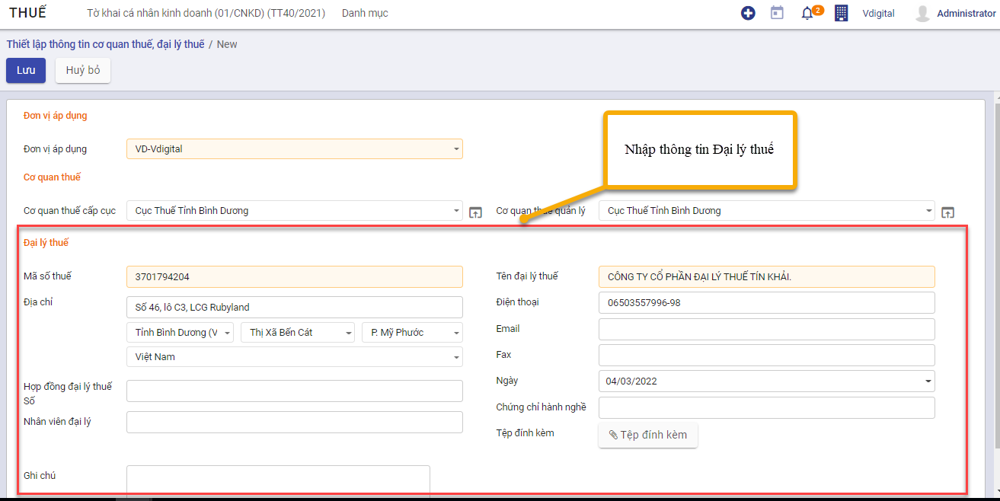 THUẾ Tờ khai cá nhân kinh doanh (01/CNKD) (TT40/2021) Danh mục 2 Vdigital Administrator
Thiết lập thông tin cơ quan thuế, đại lý thuế / New
Lưu Huỷ bỏ
Đơn vị áp dụng
Nhập thông tin Đại lý thuế
Đơn vị áp dụng VD-Vdigital
Cơ quan thuế
Cơ quan thuế cấp cục Cục Thuế Tỉnh Bình Dương Cơ quan thuế quản lý Cục Thuế Tỉnh Bình Dương
Đại lý thuế
Mã số thuế 3701794204 Tên đại lý thuế CÔNG TY CỔ PHẦN ĐẠI LÝ THUẾ TÍN KHẢI.
Địa chỉ Số 46, lô C3, LCG Rubyland Điện thoại 06503557996-98
Tỉnh Bình Dương (V Thị Xã Bến Cát P. Mỹ Phước Email
Việt Nam Fax
Hợp đồng đại lý thuế Ngày 04/03/2022
Số
Chứng chỉ hành nghề
Nhân viên đại lý
Tệp đính kèm Tệp đính kèm
Ghi chú